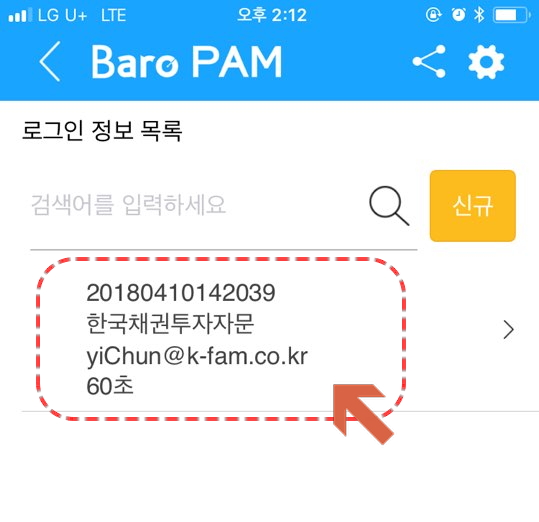 LG U+ LTE 오후 2:12
Baro PAM
로그인 정보 목록
검색어를 입력하세요
신규
20180410142039
한국채권투자자문
yiChun@k-fam.co.kr
60초